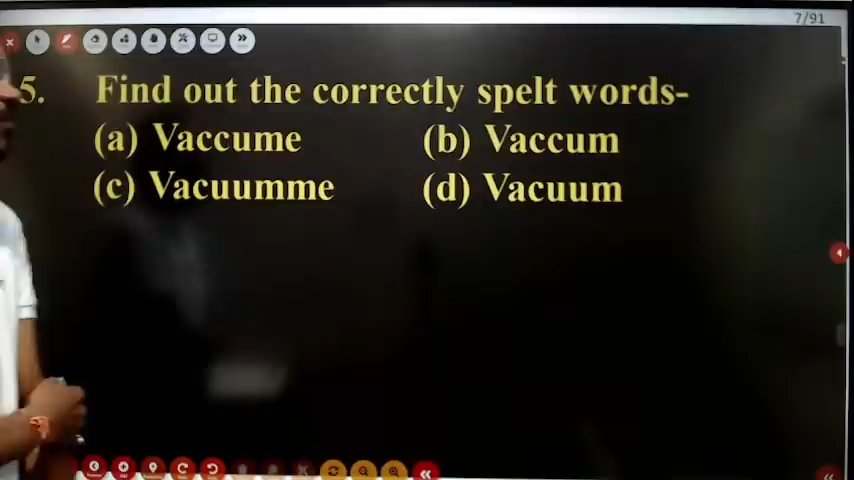 7/91
5. Find out the correctly spelt words-
(a) Vaccume (b) Vaccum
(c) Vacuumme (d) Vacuum